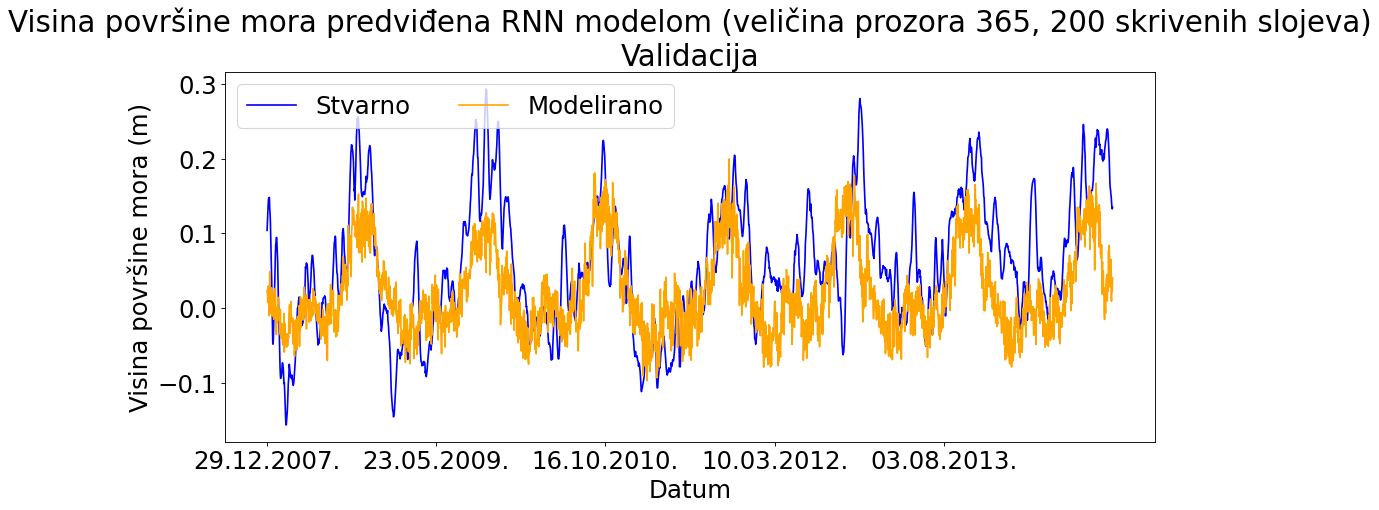 Visina površine mora predviđena RNN modelom (veličina prozora 365, 200 skrivenih slojeva)
Validacija
Stvarno Modelirano
Visina površine mora (m)
0.3
0.2
0.1
0.0
−0.1
29.12.2007. 23.05.2009. 16.10.2010. 10.03.2012. 03.08.2013.
Datum